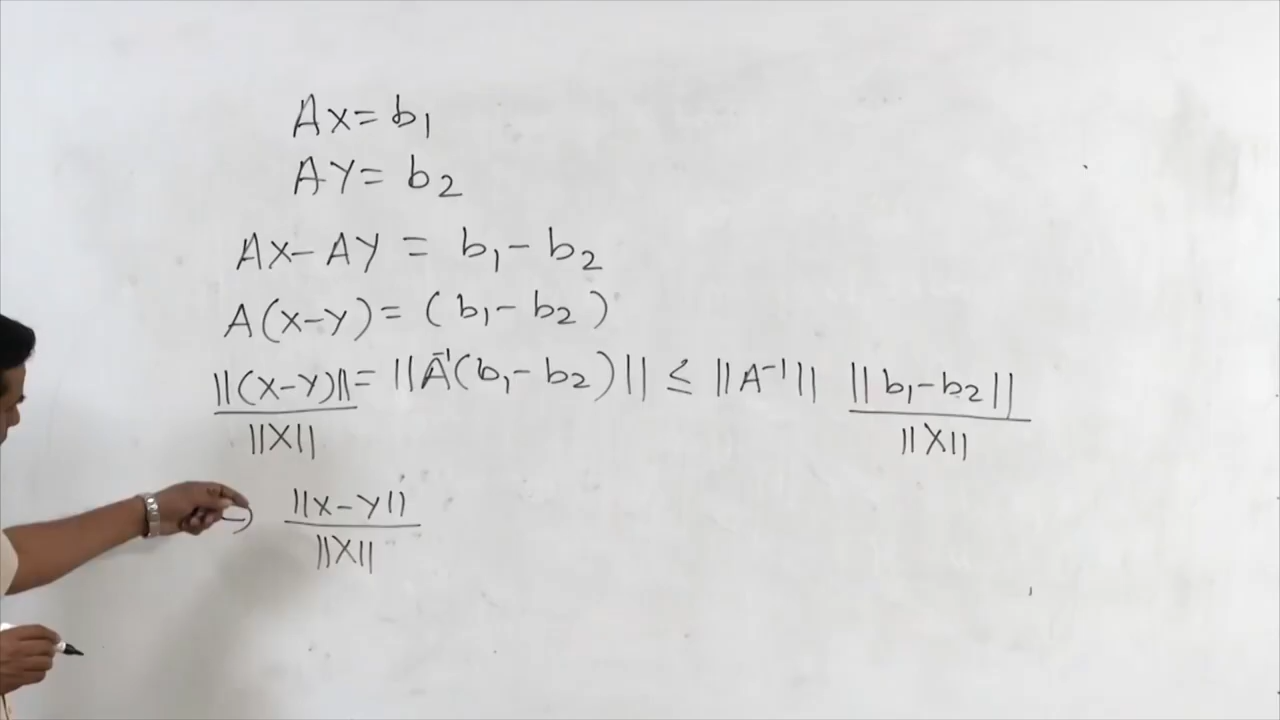 Ax = b₁
AY = b₂
Ax - AY = b₁ - b₂
A(x-y) = (b₁ - b₂)
||(x-y)|| = ||A⁻¹(b₁ - b₂)|| ≤ ||A⁻¹|| ||b₁ - b₂||
||X|| ||X||
||x-y||
||X||